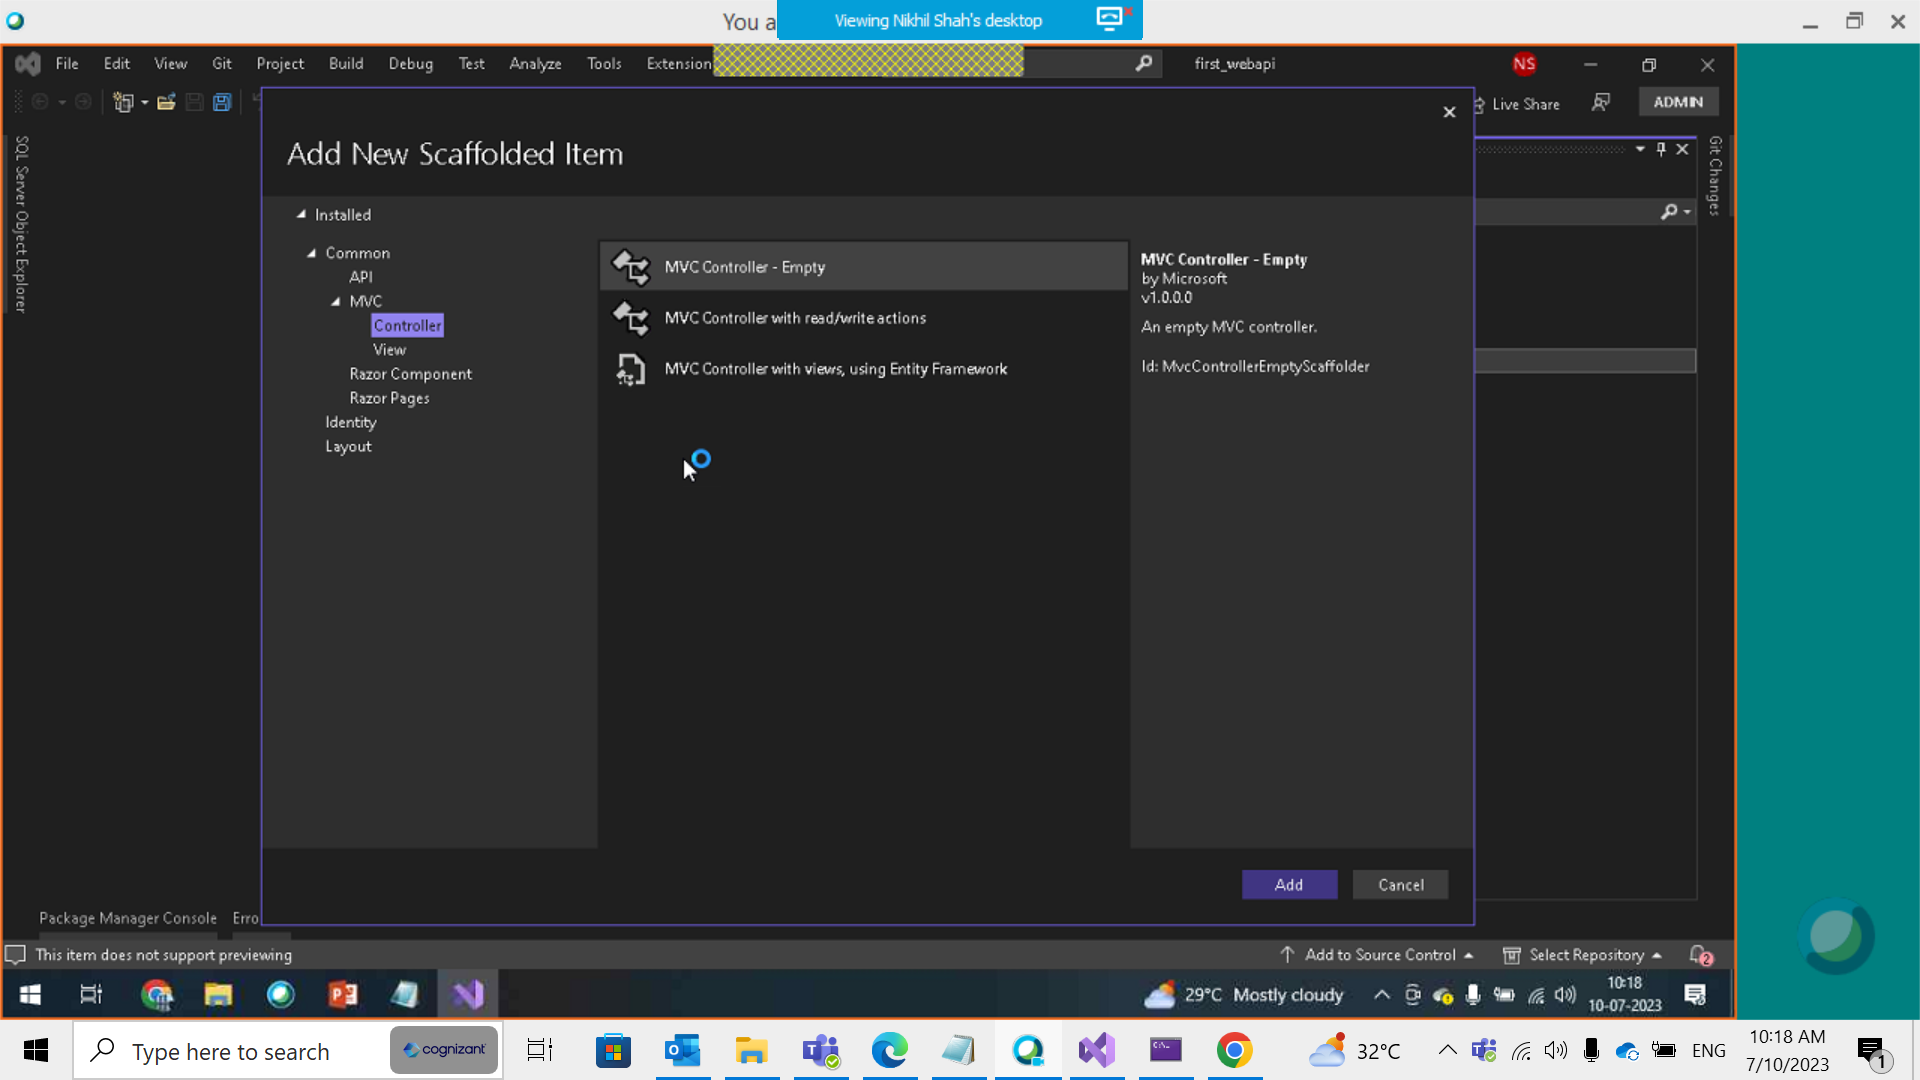 You a
Viewing Nikhil Shah's desktop
File Edit View Git Project Build Debug Test Analyze Tools Extension
first_webapi
NS
Live Share
ADMIN
SQL Server Object Explorer
Git Changes
Add New Scaffolded Item
Installed
Common
API
MVC
Controller
View
Razor Component
Razor Pages
Identity
Layout
MVC Controller - Empty
MVC Controller with read/write actions
MVC Controller with views, using Entity Framework
MVC Controller - Empty
by Microsoft
v1.0.0.0
An empty MVC controller.
Id: MvcControllerEmptyScaffolder
Add
Cancel
Package Manager Console Erro
This item does not support previewing
Add to Source Control
Select Repository
2
29°C Mostly cloudy
10:18
10-07-2023
Type here to search
cognizant
32°C
ENG
10:18 AM
7/10/2023
1